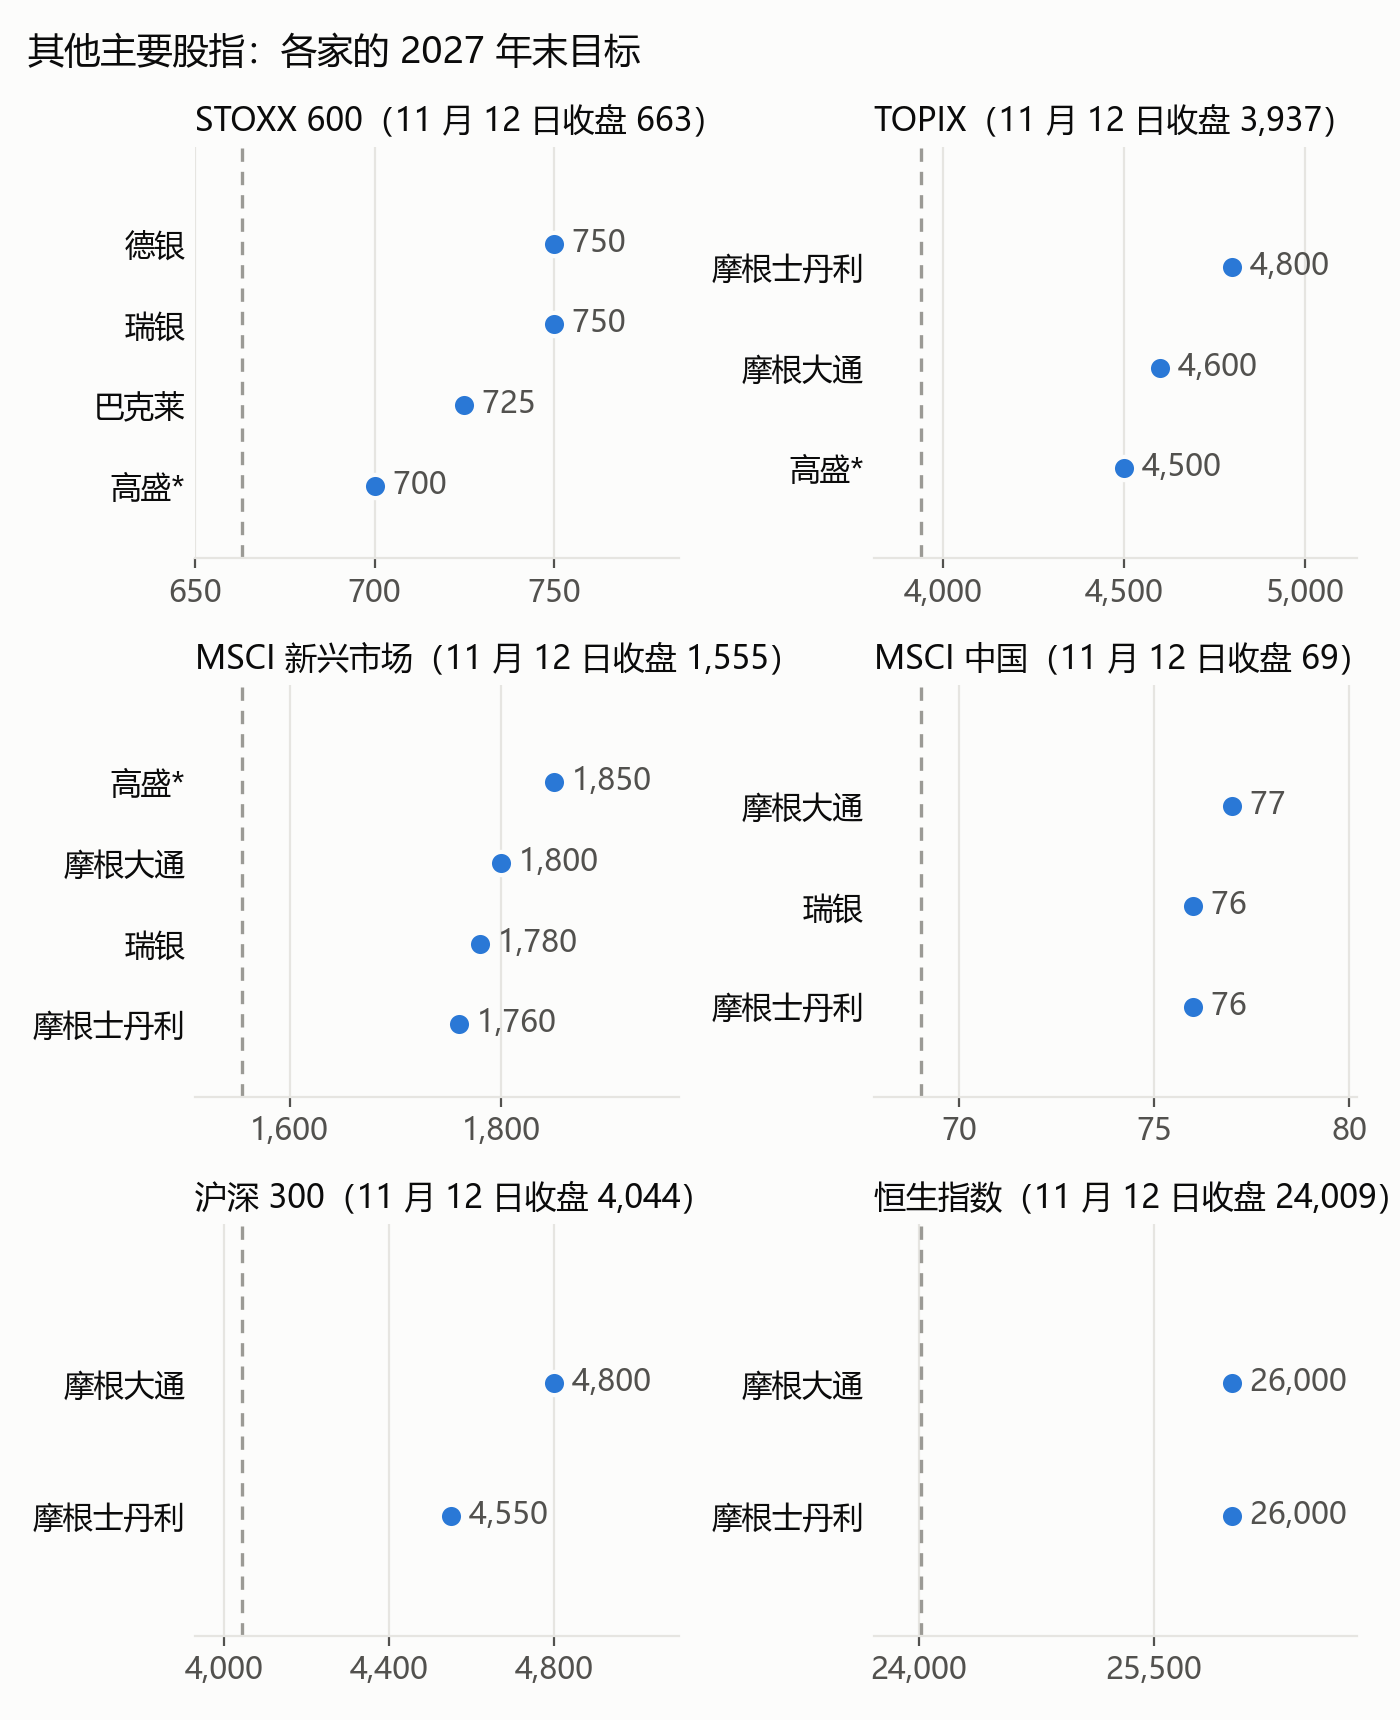 其他主要股指：各家的 2027 年末目标
STOXX 600（11 月 12 日收盘 663）
德银
750
瑞银
750
巴克莱
725
高盛*
700
650
700
750
TOPIX（11 月 12 日收盘 3,937）
摩根士丹利
4,800
摩根大通
4,600
高盛*
4,500
4,000
4,500
5,000
MSCI 新兴市场（11 月 12 日收盘 1,555）
高盛*
1,850
摩根大通
1,800
瑞银
1,780
摩根士丹利
1,760
1,600
1,800
MSCI 中国（11 月 12 日收盘 69）
摩根大通
77
瑞银
76
摩根士丹利
76
70
75
80
沪深 300（11 月 12 日收盘 4,044）
摩根大通
4,800
摩根士丹利
4,550
4,000
4,400
4,800
恒生指数（11 月 12 日收盘 24,009）
摩根大通
26,000
摩根士丹利
26,000
24,000
25,500